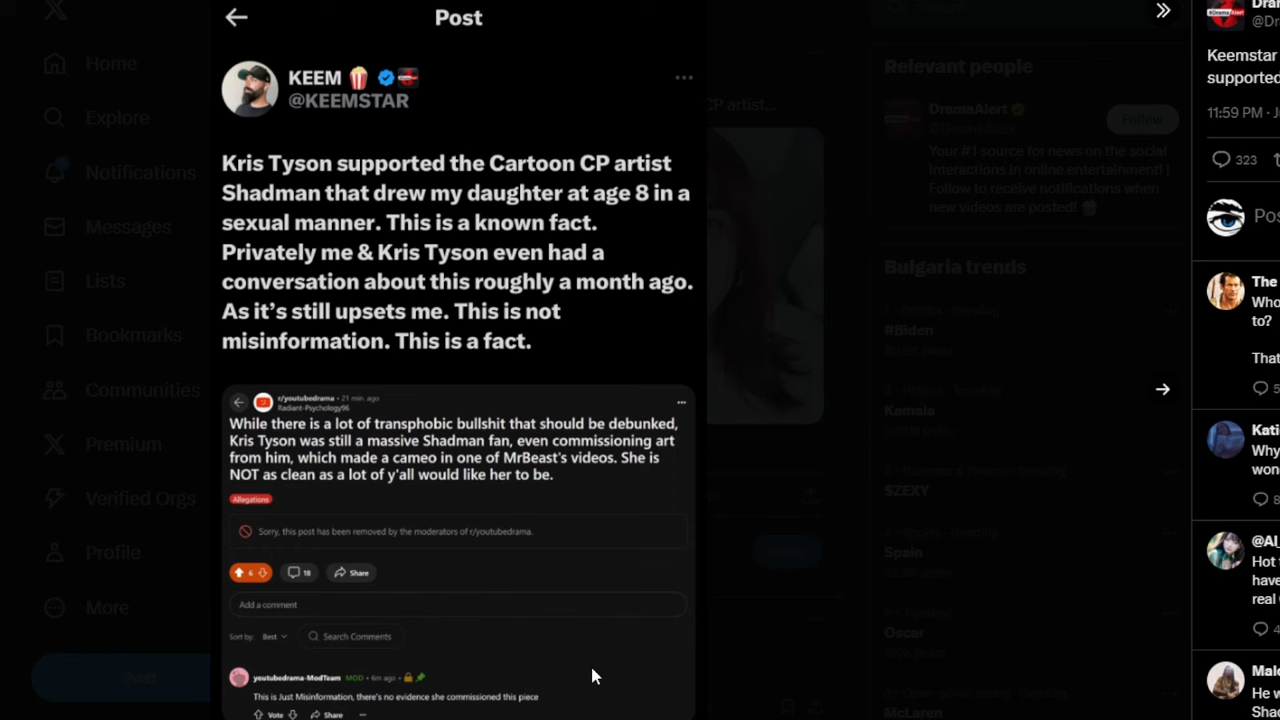 Post
KEEM
@KEEMSTAR
Kris Tyson supported the Cartoon CP artist
Shadman that drew my daughter at age 8 in a
sexual manner. This is a known fact.
Privately me & Kris Tyson even had a
conversation about this roughly a month ago.
As it’s still upsets me. This is not
misinformation. This is a fact.
r/youtubedrama • 21 min. ago
Radiant-Psychology96
While there is a lot of transphobic bullshit that should be debunked,
Kris Tyson was still a massive Shadman fan, even commissioning art
from him, which made a cameo in one of MrBeast's videos. She is
NOT as clean as a lot of y'all would like her to be.
Allegations
Sorry, this post has been removed by the moderators of r/youtubedrama.
6
18
Share
Add a comment
Sort by: Best
Search Comments
youtubedrama-ModTeam MOD • 6m ago
This is Just Misinformation, there's no evidence she commissioned this piece
Vote
Share
Home
Explore
Notifications
Messages
Lists
Bookmarks
Communities
Premium
Verified Orgs
Profile
More
Post
CP artist...
Relevant people
DramaAlert
@DramaAlert
Follow
Your #1 source for news on the social
interactions in online entertainment! |
Follow to receive notifications when
new videos are posted!
Bulgaria trends
#Biden
Kamala
$ZEXY
Spain
Oscar
McLaren
Keemstar
supported
11:59 PM
323
The
Who
to?
That
Kati
Why
won
8
Hot
have
real
4
He w
Shad